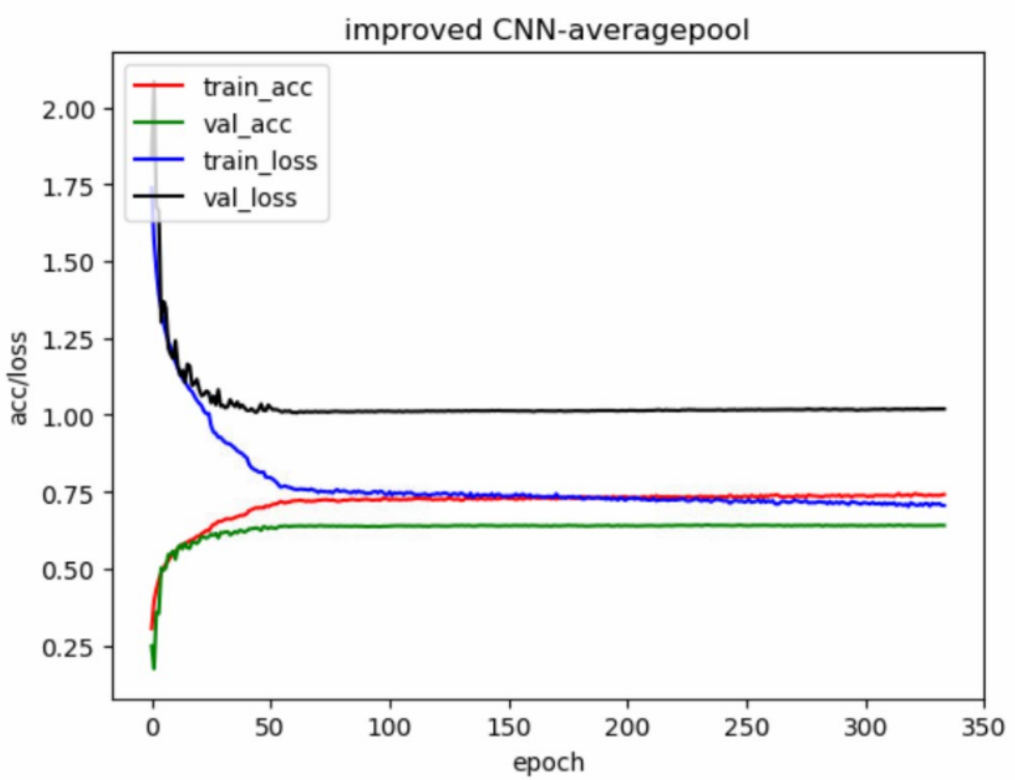 improved CNN-averagepool
train_acc
val_acc
train_loss
val_loss
2.00
1.75
1.50
1.25
1.00
0.75
0.50
0.25
acc/loss
0 50 100 150 200 250 300 350
epoch